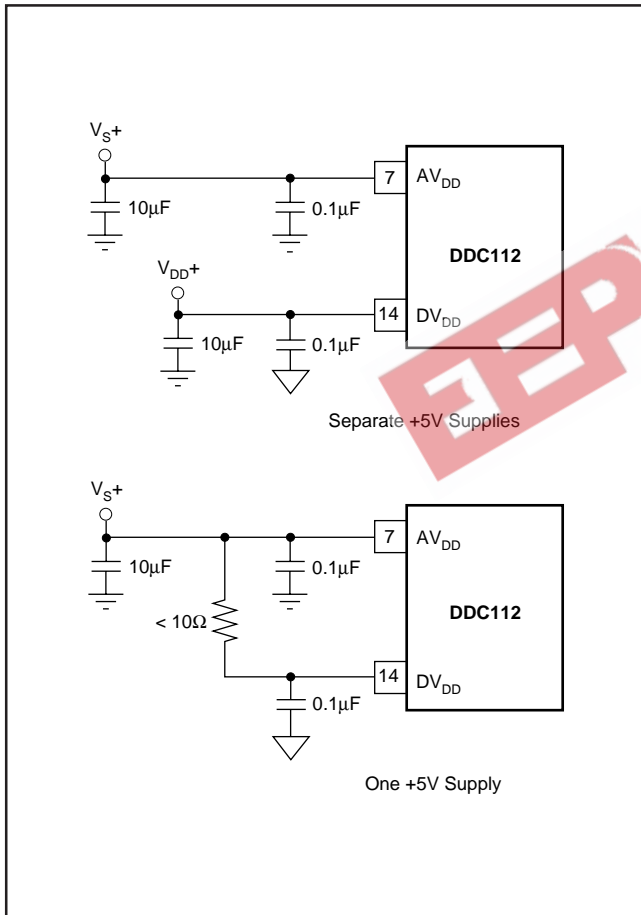 VS+
10µF
0.1µF
7
AVDD
DDC112
VDD+
10µF
0.1µF
14
DVDD
Separate +5V Supplies
VS+
10µF
0.1µF
7
AVDD
< 10Ω
DDC112
0.1µF
14
DVDD
One +5V Supply
EEP